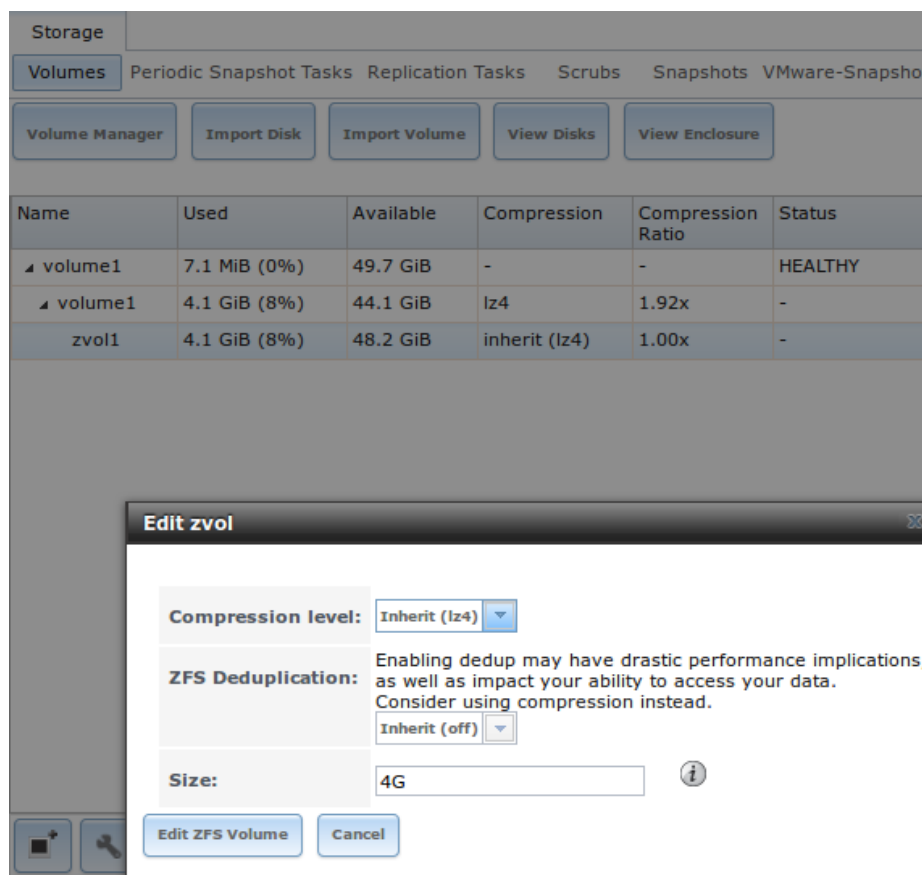 Storage
Volumes Periodic Snapshot Tasks Replication Tasks Scrubs Snapshots VMware-Snapsho
Volume Manager Import Disk Import Volume View Disks View Enclosure
Name Used Available Compression Compression Ratio Status
volume1 7.1 MiB (0%) 49.7 GiB - - HEALTHY
volume1 4.1 GiB (8%) 44.1 GiB lz4 1.92x -
zvol1 4.1 GiB (8%) 48.2 GiB inherit (lz4) 1.00x -
Edit zvol
Compression level: Inherit (lz4)
Enabling dedup may have drastic performance implications,
ZFS Deduplication: as well as impact your ability to access your data.
Consider using compression instead.
Inherit (off)
Size: 4G
Edit ZFS Volume Cancel